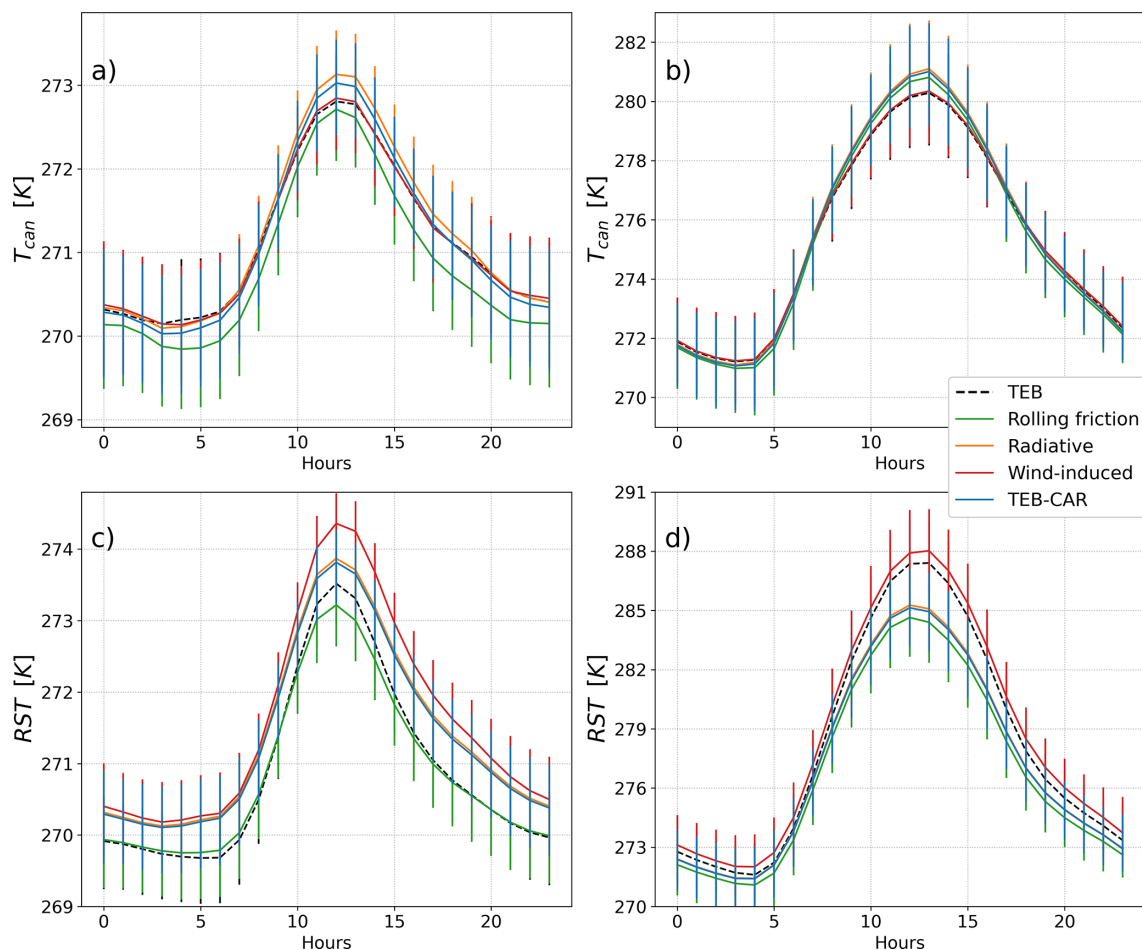 a)
273
272
271
270
269
T_can [K]
0 5 10 15 20
Hours
b)
282
280
278
276
274
272
270
T_can [K]
0 5 10
Hours
TEB
Rolling friction
Radiative
Wind-induced
TEB-CAR
c)
274
273
272
271
270
269
RST [K]
0 5 10 15 20
Hours
d)
291
288
285
282
279
276
273
270
RST [K]
0 5 10 15 20
Hours